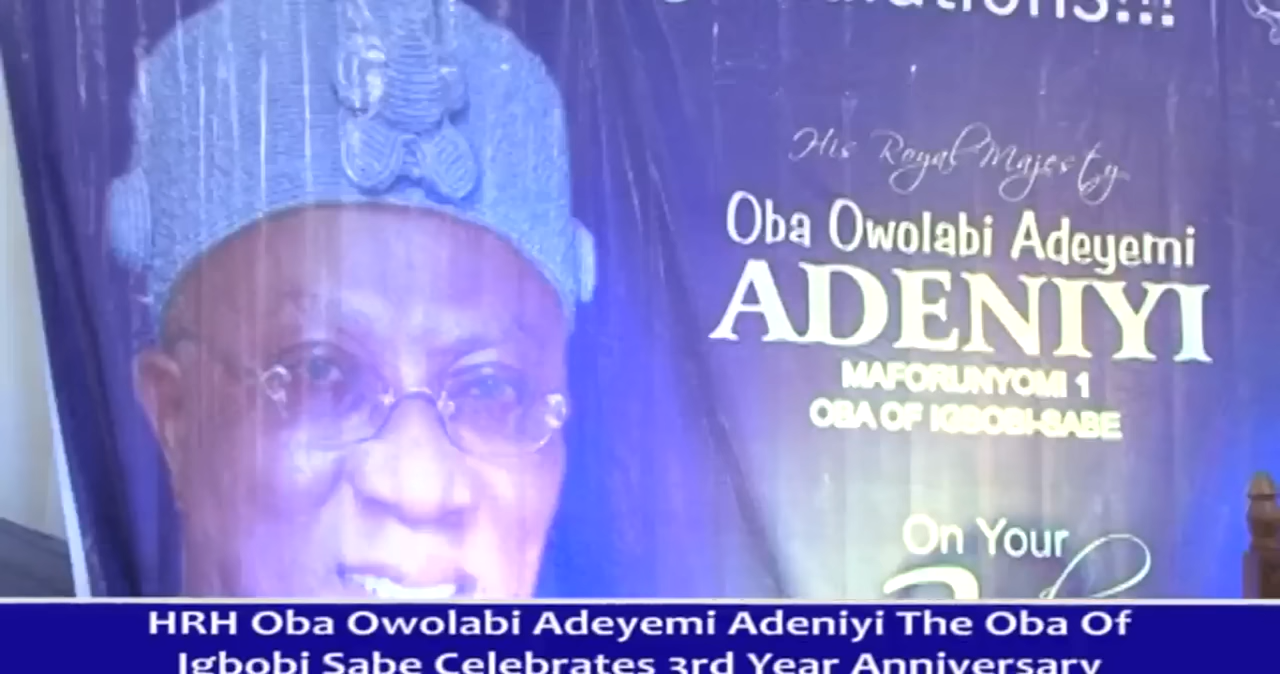 His Royal Majesty
Oba Owolabi Adeyemi
ADENIYI
MAFORUNYOMI 1
OBA OF IGBOBI-SABE
On Your
HRH Oba Owolabi Adeyemi Adeniyi The Oba Of
Igbobi Sabe Celebrates 3rd Year Anniversary